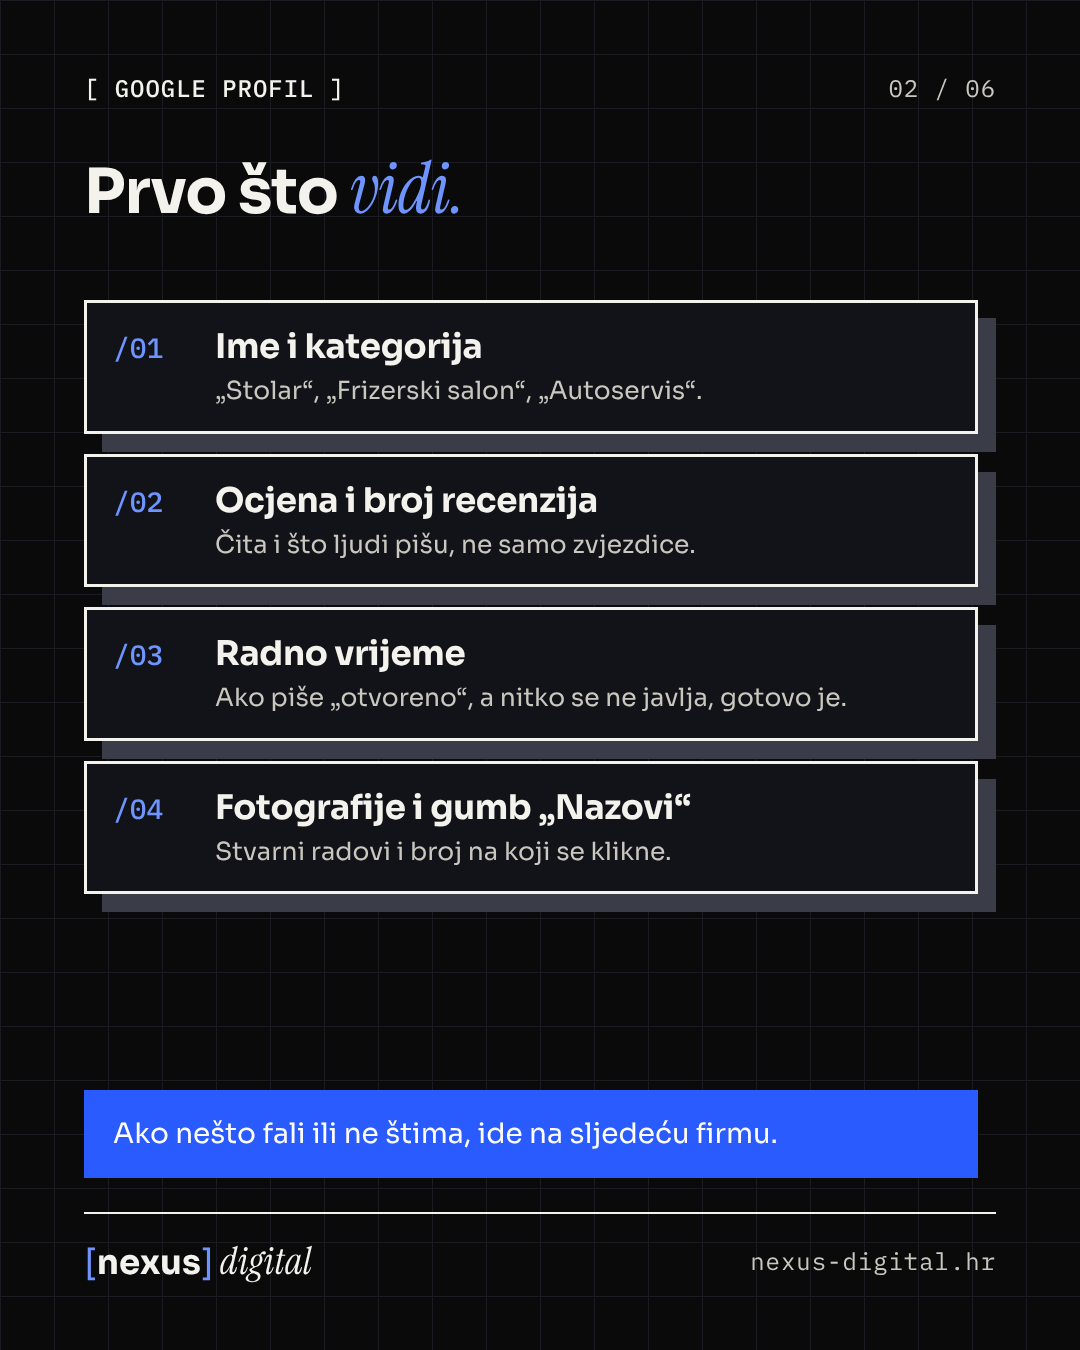 [ GOOGLE PROFIL ]
02 / 06
Prvo što vidi.
/01
Ime i kategorija
„Stolar“, „Frizerski salon“, „Autoservis“.
/02
Ocjena i broj recenzija
Čita i što ljudi pišu, ne samo zvjezdice.
/03
Radno vrijeme
Ako piše „otvoreno“, a nitko se ne javlja, gotovo je.
/04
Fotografije i gumb „Nazovi“
Stvarni radovi i broj na koji se klikne.
Ako nešto fali ili ne štima, ide na sljedeću firmu.
[nexus] digital
nexus-digital.hr